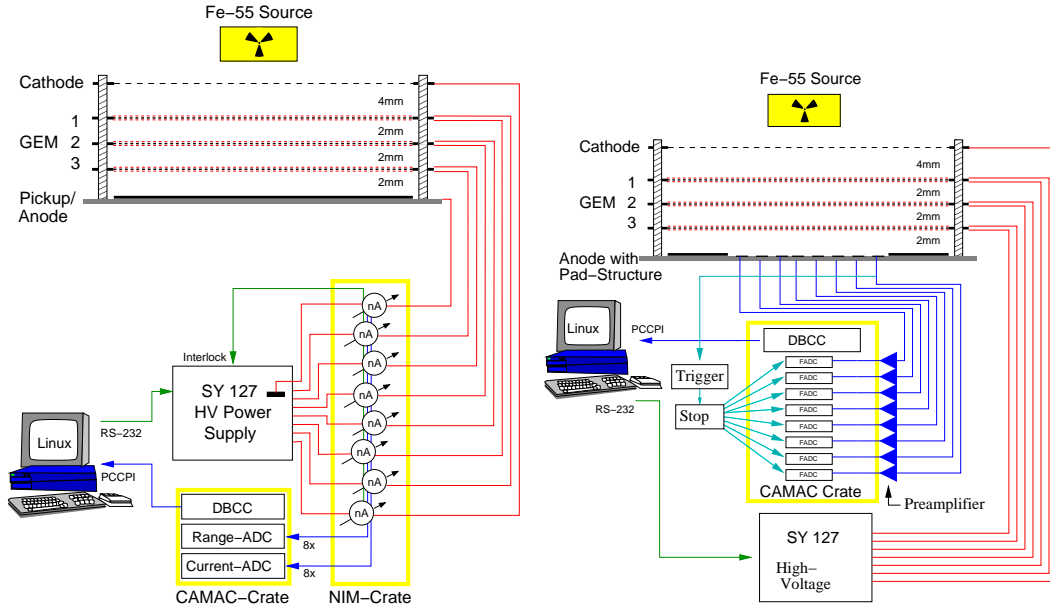 Fe−55 Source
Cathode
4mm
1
2mm
GEM 2
2mm
3
2mm
Pickup/
Anode
nA
nA
nA
nA
nA
nA
nA
nA
Interlock
SY 127
HV Power
Supply
Linux
RS−232
PCCPI
DBCC
Range−ADC
8x
Current−ADC
8x
CAMAC−Crate
NIM−Crate
Fe−55 Source
Cathode
4mm
1
2mm
GEM 2
2mm
3
2mm
Anode with
Pad−Structure
Linux
PCCPI
DBCC
RS−232
Trigger
Stop
FADC
FADC
FADC
FADC
FADC
FADC
FADC
CAMAC Crate
Preamplifier
SY 127
High−
Voltage